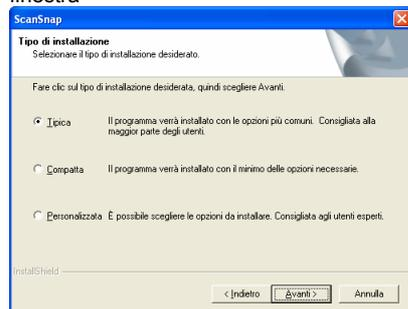 finestra
ScanSnap
Tipo di installazione
Selezionare il tipo di installazione desiderato.
Fare clic sul tipo di installazione desiderata, quindi scegliere Avanti.
Tipica
Il programma verrà installato con le opzioni più comuni. Consigliata alla
maggior parte degli utenti.
Compatta
Il programma verrà installato con il minimo delle opzioni necessarie.
Personalizzata
È possibile scegliere le opzioni da installare. Consigliata agli utenti esperti.
InstallShield
< Indietro
Avanti >
Annulla